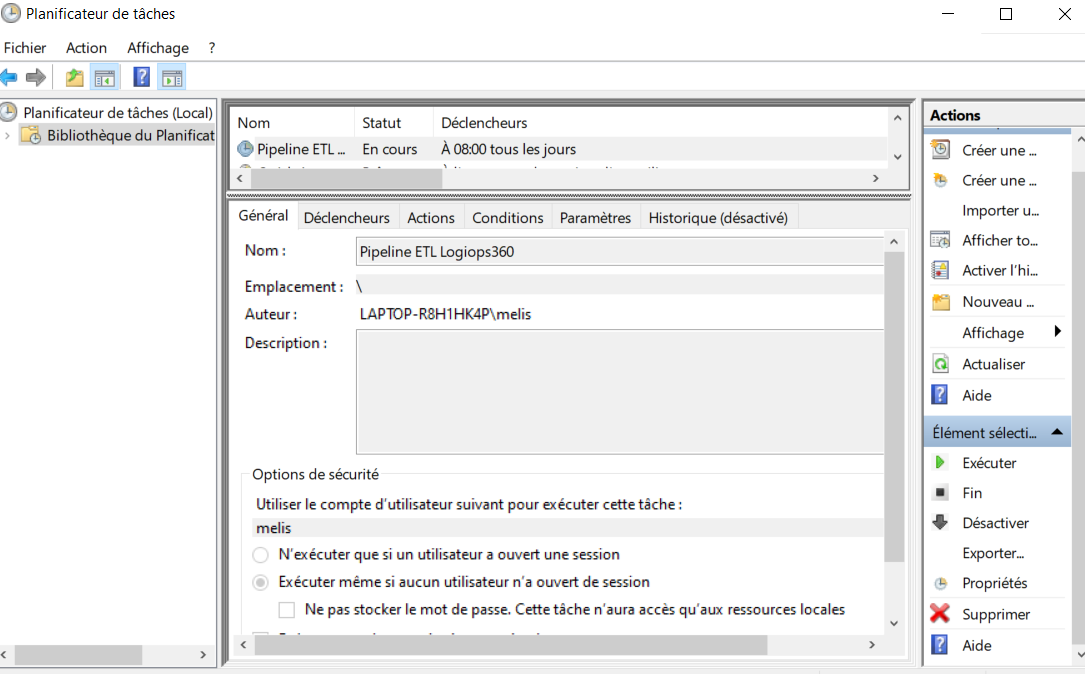 Planificateur de tâches
Fichier Action Affichage ?
Planificateur de tâches (Local)
Bibliothèque du Planificat
Nom Statut Déclencheurs
Pipeline ETL ... En cours À 08:00 tous les jours
Général Déclencheurs Actions Conditions Paramètres Historique (désactivé)
Nom : Pipeline ETL Logiops360
Emplacement : \
Auteur : LAPTOP-R8H1HK4P\melis
Description :
Options de sécurité
Utiliser le compte d'utilisateur suivant pour exécuter cette tâche :
melis
N'exécuter que si un utilisateur a ouvert une session
Exécuter même si aucun utilisateur n'a ouvert de session
Ne pas stocker le mot de passe. Cette tâche n'aura accès qu'aux ressources locales
Actions
Créer une ...
Créer une ...
Importer u...
Afficher to...
Activer l'hi...
Nouveau ...
Affichage
Actualiser
Aide
Élément sélecti...
Exécuter
Fin
Désactiver
Exporter...
Propriétés
Supprimer
Aide